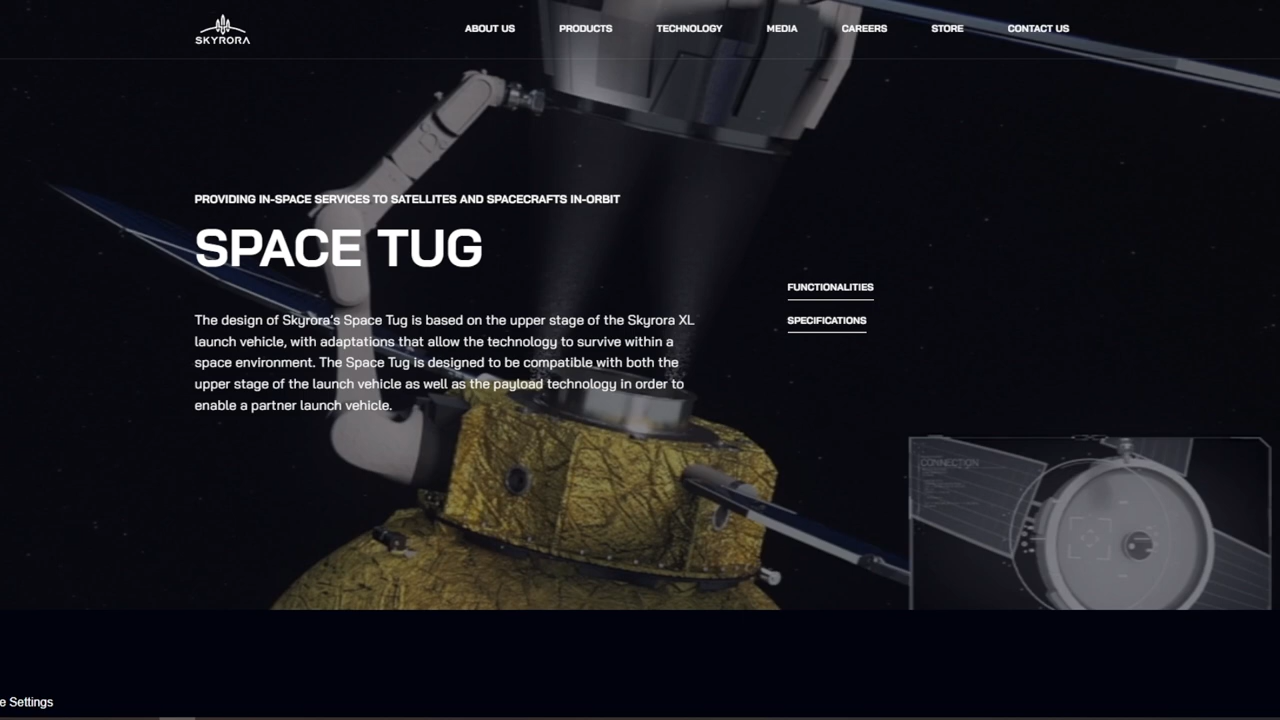 SKYRORA
ABOUT US
PRODUCTS
TECHNOLOGY
MEDIA
CAREERS
STORE
CONTACT US
PROVIDING IN-SPACE SERVICES TO SATELLITES AND SPACECRAFTS IN-ORBIT
SPACE TUG
The design of Skyrora's Space Tug is based on the upper stage of the Skyrora XL
launch vehicle, with adaptations that allow the technology to survive within a
space environment. The Space Tug is designed to be compatible with both the
upper stage of the launch vehicle as well as the payload technology in order to
enable a partner launch vehicle.
FUNCTIONALITIES
SPECIFICATIONS
CONNECTION
e Settings